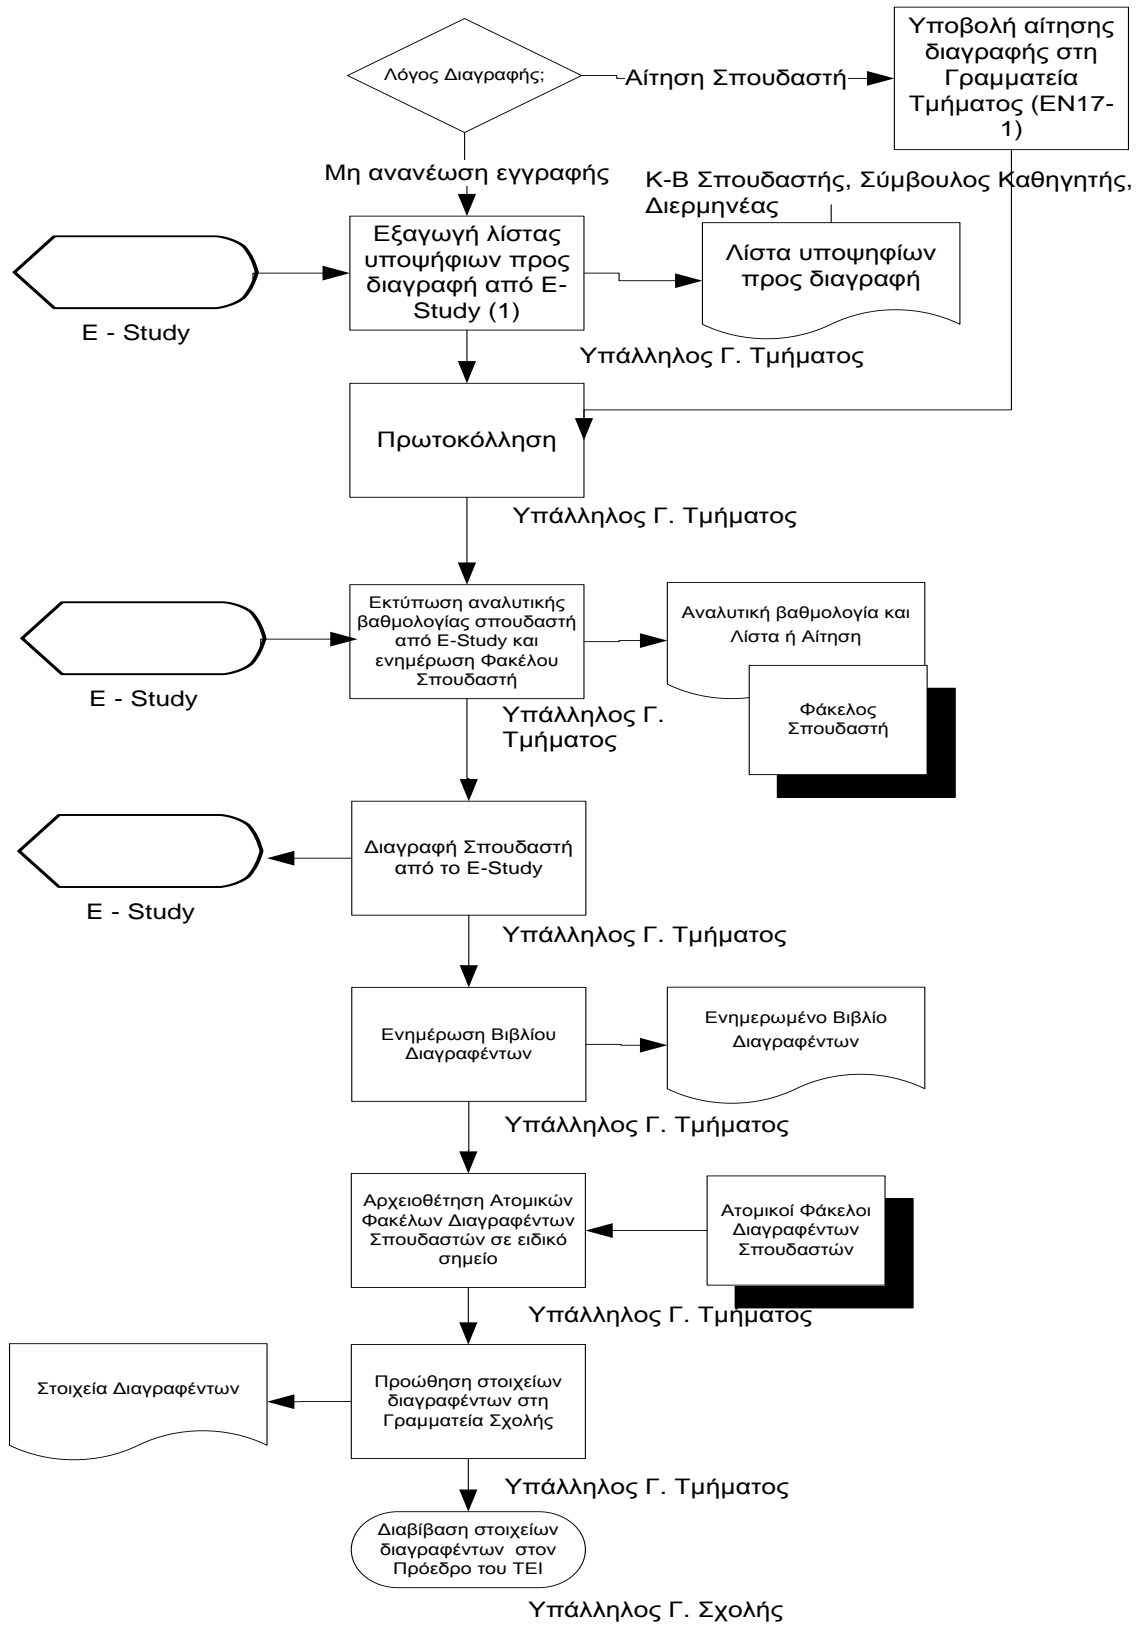 Λόγος Διαγραφής;
Αίτηση Σπουδαστή
Υποβολή αίτησης
διαγραφής στη
Γραμματεία
Τμήματος (ΕΝ17-
1)
Μη ανανέωση εγγραφής
Κ-Β Σπουδαστής, Σύμβουλος Καθηγητής,
Διερμηνέας
Εξαγωγή λίστας
υποψήφιων προς
διαγραφή από E-
Study (1)
Λίστα υποψηφίων
προς διαγραφή
E - Study
Υπάλληλος Γ. Τμήματος
Πρωτοκόλληση
Υπάλληλος Γ. Τμήματος
Εκτύπωση αναλυτικής
βαθμολογίας σπουδαστή
από E-Study και
ενημέρωση Φακέλου
Σπουδαστή
Αναλυτική βαθμολογία και
Λίστα ή Αίτηση
Φάκελος
Σπουδαστή
E - Study
Υπάλληλος Γ.
Τμήματος
Διαγραφή Σπουδαστή
από το E-Study
E - Study
Υπάλληλος Γ. Τμήματος
Ενημέρωση Βιβλίου
Διαγραφέντων
Ενημερωμένο Βιβλίο
Διαγραφέντων
Υπάλληλος Γ. Τμήματος
Αρχειοθέτηση Ατομικών
Φακέλων Διαγραφέντων
Σπουδαστών σε ειδικό
σημείο
Ατομικοί Φάκελοι
Διαγραφέντων
Σπουδαστών
Υπάλληλος Γ. Τμήματος
Στοιχεία Διαγραφέντων
Προώθηση στοιχείων
διαγραφέντων στη
Γραμματεία Σχολής
Υπάλληλος Γ. Τμήματος
Διαβίβαση στοιχείων
διαγραφέντων στον
Πρόεδρο του ΤΕΙ
Υπάλληλος Γ. Σχολής